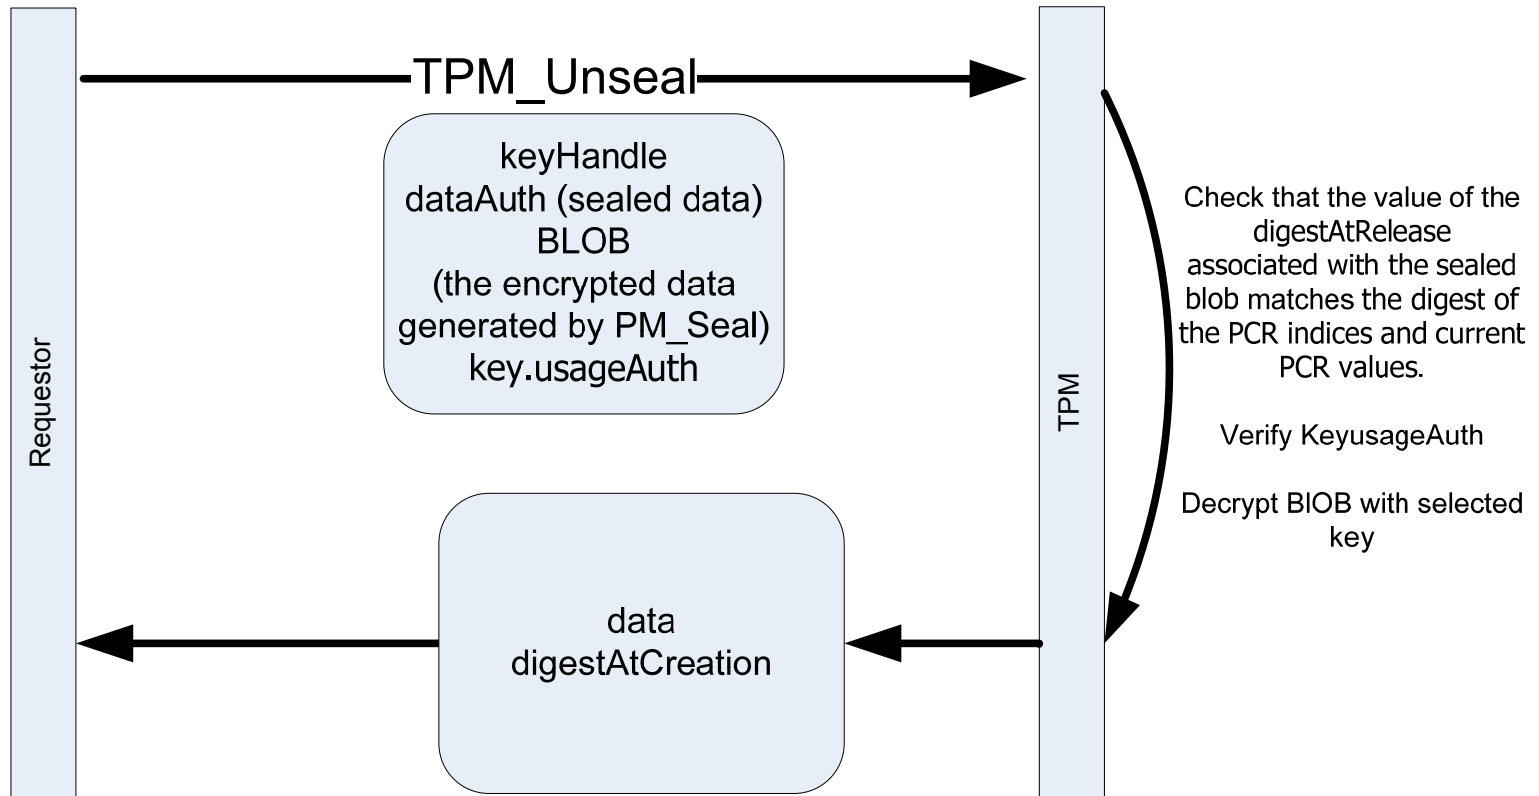 TPM_Unseal
keyHandle
dataAuth (sealed data)
BLOB
(the encrypted data
generated by PM_Seal)
key.usageAuth
Requestor
TPM
Check that the value of the
digestAtRelease
associated with the sealed
blob matches the digest of
the PCR indices and current
PCR values.
Verify KeyusageAuth
Decrypt BlOB with selected
key
data
digestAtCreation